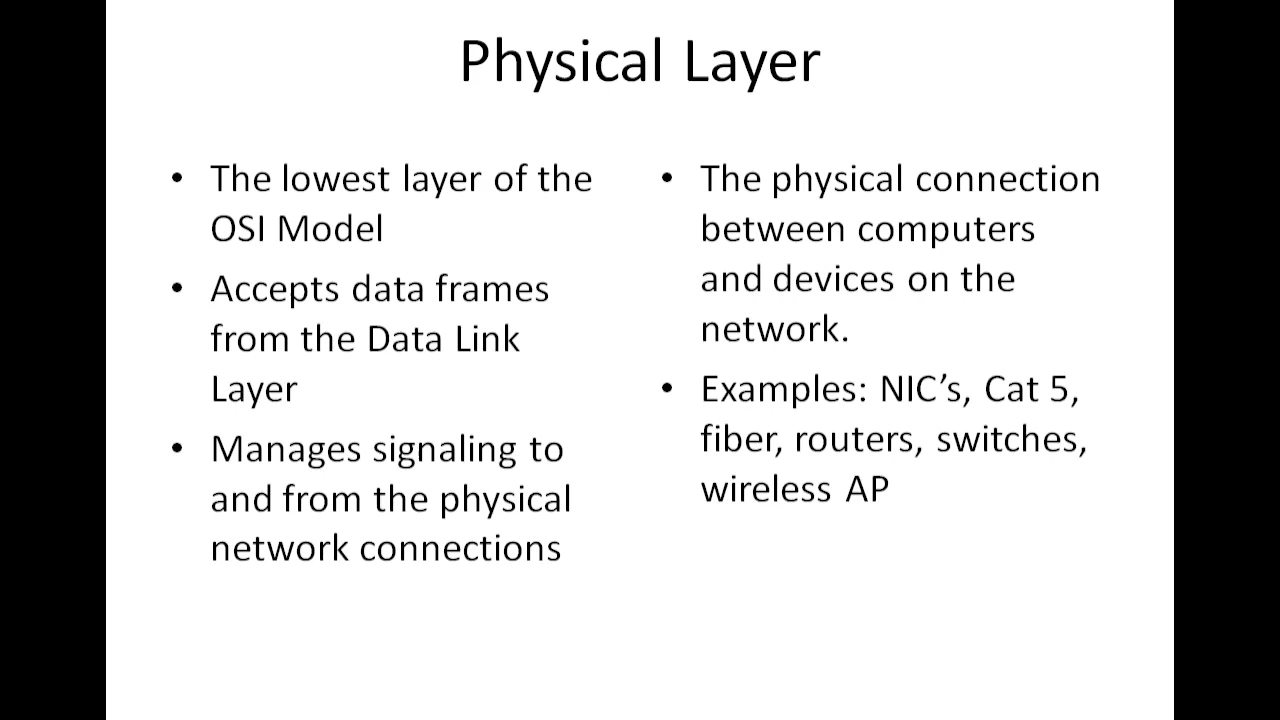 Physical Layer
• The lowest layer of the
OSI Model
• Accepts data frames
from the Data Link
Layer
• Manages signaling to
and from the physical
network connections
• The physical connection
between computers
and devices on the
network.
• Examples: NIC’s, Cat 5,
fiber, routers, switches,
wireless AP